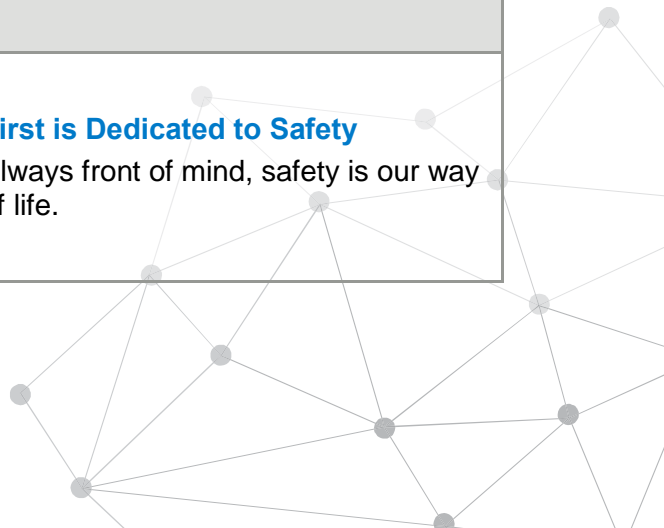 irst is Dedicated to Safety
lways front of mind, safety is our way
f life.